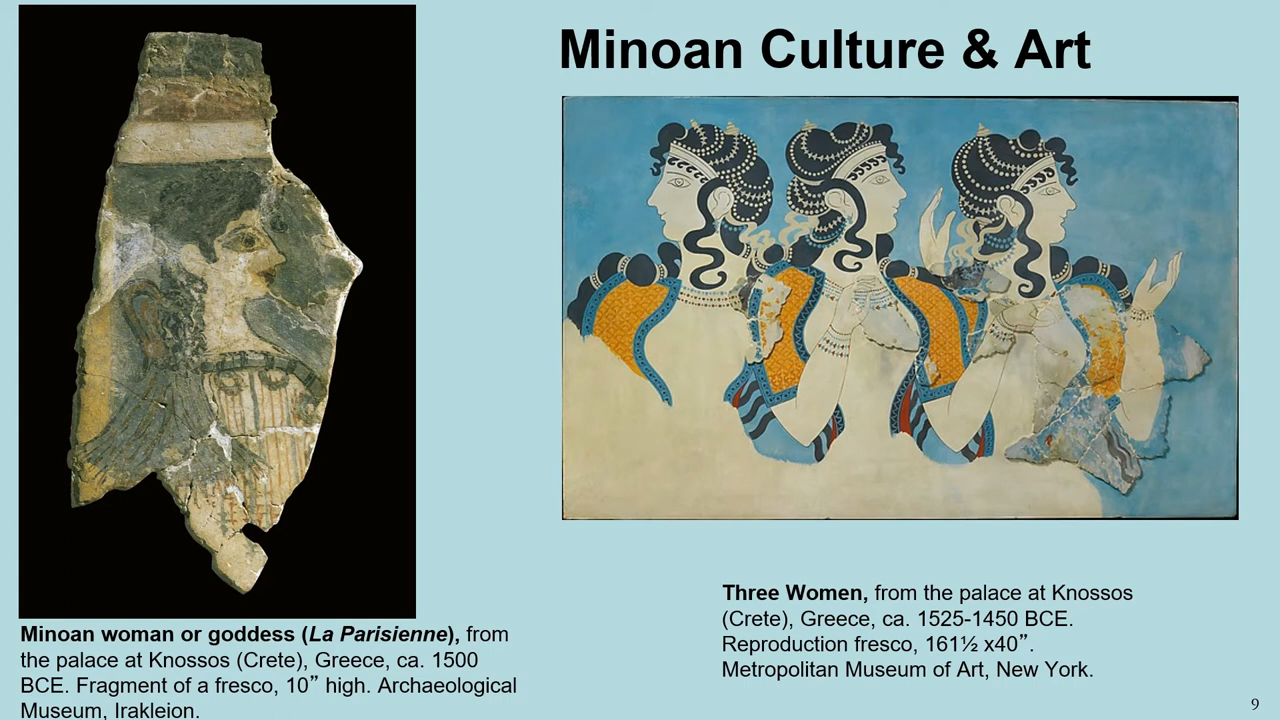 Minoan Culture & Art
Minoan woman or goddess (La Parisienne), from
the palace at Knossos (Crete), Greece, ca. 1500
BCE. Fragment of a fresco, 10” high. Archaeological
Museum, Irakleion.
Three Women, from the palace at Knossos
(Crete), Greece, ca. 1525-1450 BCE.
Reproduction fresco, 161½ x40”.
Metropolitan Museum of Art, New York.
9